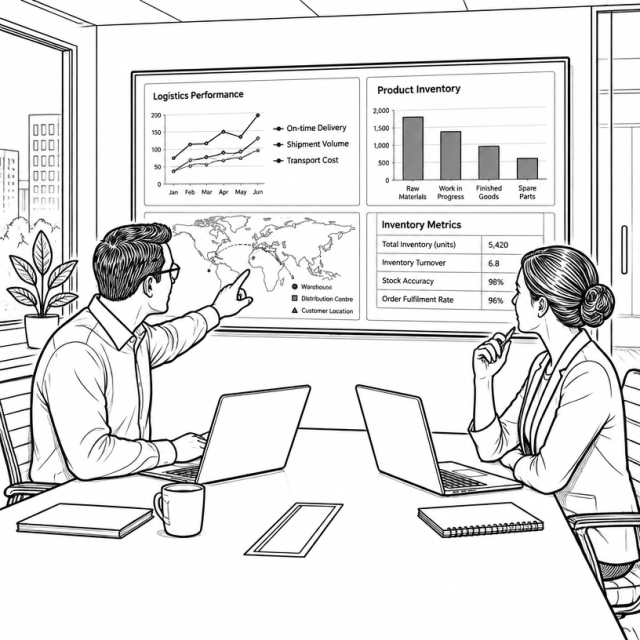 Logistics Performance
200
150
100
50
0
Jan Feb Mar Apr May Jun
On-time Delivery
Shipment Volume
Transport Cost
Product Inventory
2,000
1,500
1,000
500
0
Raw Materials
Work in Progress
Finished Goods
Spare Parts
Warehouse
Distribution Centre
Customer Location
Inventory Metrics
Total Inventory (units) 5,420
Inventory Turnover 6.8
Stock Accuracy 98%
Order Fulfilment Rate 96%